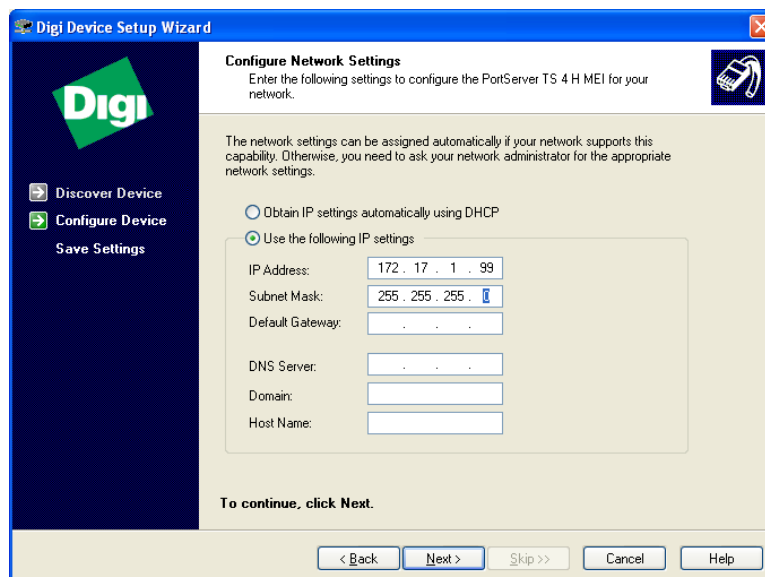 Digi Device Setup Wizard
Configure Network Settings
Enter the following settings to configure the PortServer TS 4 H MEI for your
network.
Digi
Discover Device
Configure Device
Save Settings
The network settings can be assigned automatically if your network supports this
capability. Otherwise, you need to ask your network administrator for the appropriate
network settings.
Obtain IP settings automatically using DHCP
Use the following IP settings
IP Address: 172 . 17 . 1 . 99
Subnet Mask: 255 . 255 . 255 . 0
Default Gateway: . . .
DNS Server: . . .
Domain:
Host Name:
To continue, click Next.
< Back Next > Skip >> Cancel Help